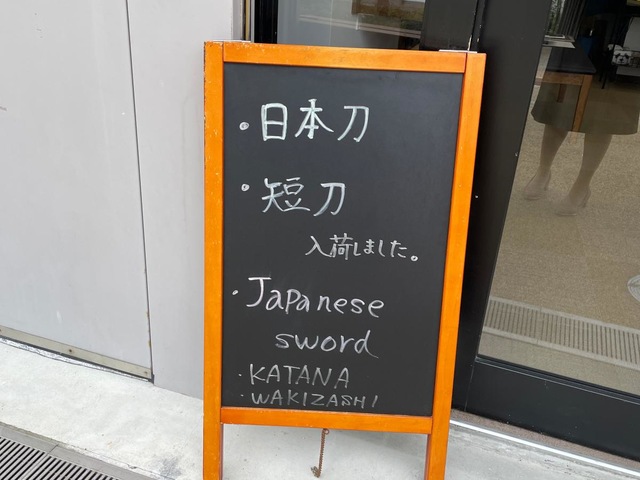 ・日本刀
・短刀
入荷しました。
・Japanese
sword
・KATANA
・WAKIZASHI